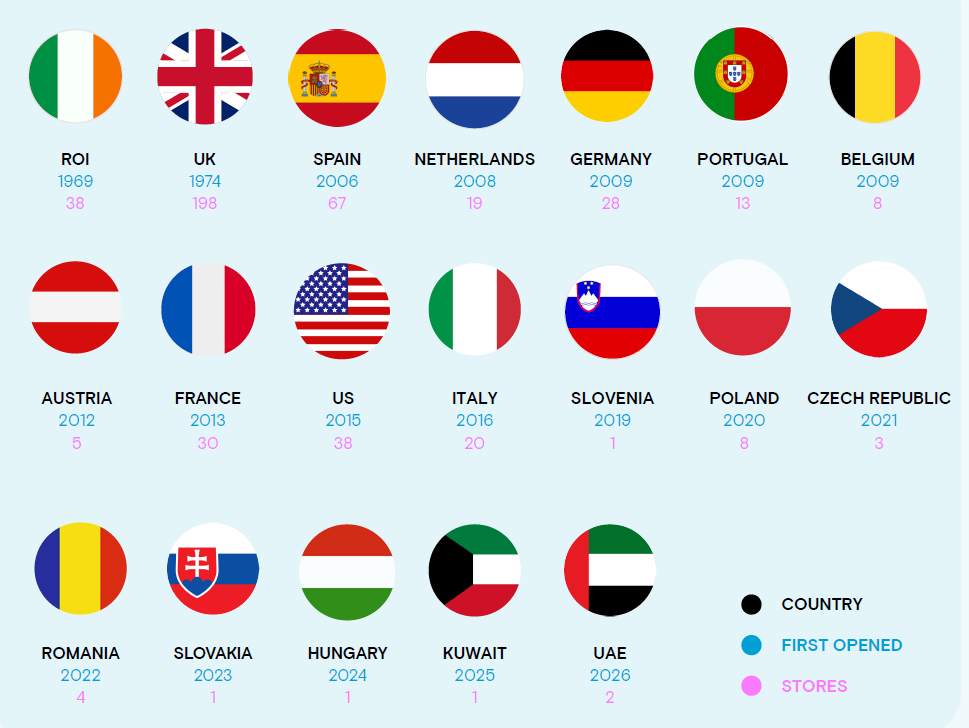 ROI UK SPAIN NETHERLANDS GERMANY PORTUGAL BELGIUM
1969 1974 2006 2008 2009 2009 2009
38 198 67 19 28 13 8
AUSTRIA FRANCE US ITALY SLOVENIA POLAND CZECH REPUBLIC
2012 2013 2015 2016 2019 2020 2021
5 30 38 20 1 8 3
ROMANIA SLOVAKIA HUNGARY KUWAIT UAE
2022 2023 2024 2025 2026
4 1 1 1 2
COUNTRY
FIRST OPENED
STORES